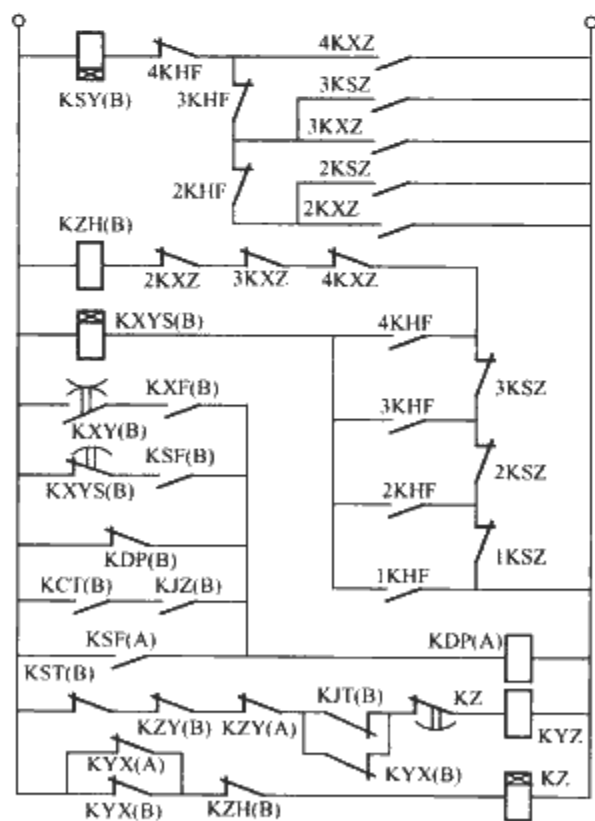 4KXZ
4KHF
KSY(B)
3KHF
3KSZ
3KXZ
2KSZ
2KHF
2KXZ
KZH(B)
2KXZ
3KXZ
4KXZ
KXYS(B)
4KHF
KXF(B)
3KSZ
KXY(B)
3KHF
KSF(B)
KXYS(B)
2KSZ
2KHF
KDP(B)
1KSZ
KCT(B)
KJZ(B)
1KHF
KSF(A)
KDP(A)
KST(B)
KJT(B)
KZ
KZY(B)
KZY(A)
KYZ
KYX(A)
KYX(B)
KZ
KYX(B)
KZH(B)